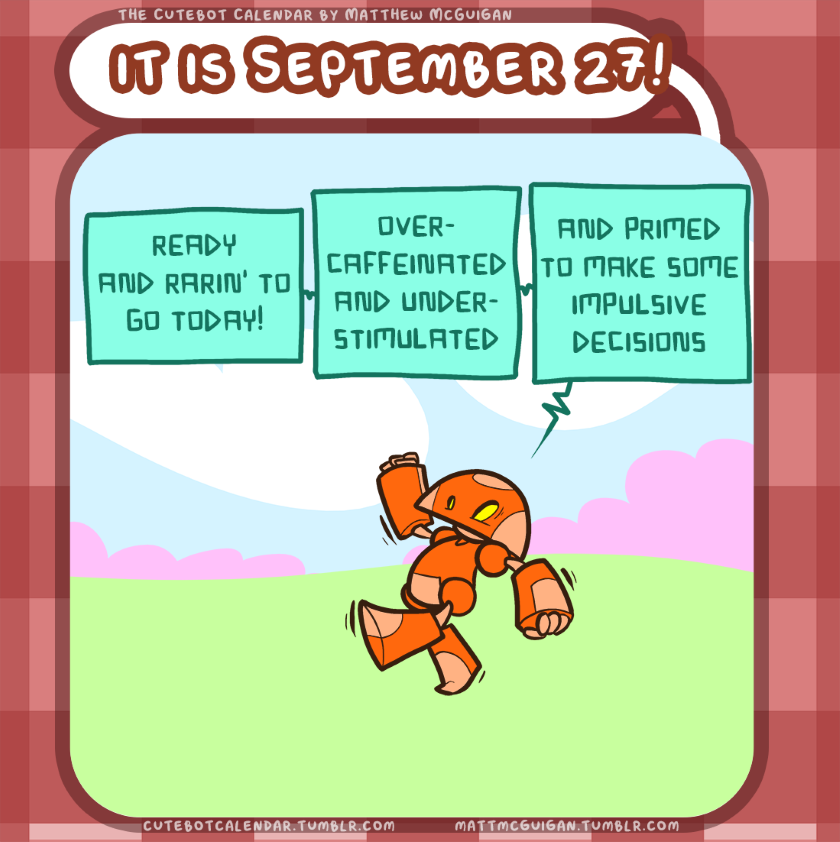 THE CUTEBOT CALENDAR BY MATTHEW MCGUIGAN
IT IS SEPTEMBER 27!
READY
AND RARIN' TO
GO TODAY!
OVER-
CAFFEINATED
AND UNDER-
STIMULATED
AND PRIMED
TO MAKE SOME
IMPULSIVE
DECISIONS
CUTEBOTCALENDAR.TUMBLR.COM
MATTMCGUIGAN.TUMBLR.COM